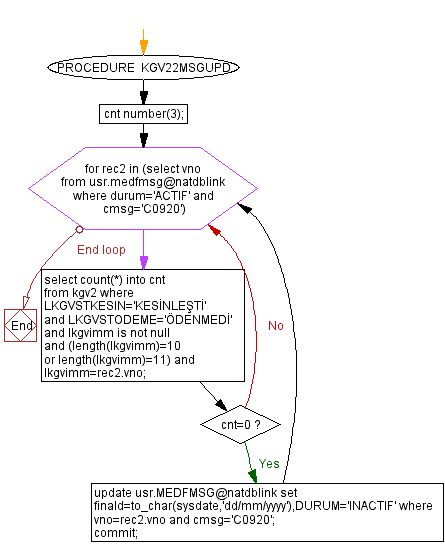 PROCEDURE KGV22MSGUPD
cnt number(3);
for rec2 in (select vno
from usr.medfmsg@natdblink
where durum='ACTIF' and
cmsg='C0920')
End loop
select count(*) into cnt
from kgv2 where
LKGVSTKESIN='KESİNLEŞTİ'
and LKGVSTODEME='ÖDENMEDİ'
and lkgvimm is not null
and (length(lkgvimm)=10
or length(lkgvimm)=11) and
lkgvimm=rec2.vno;
End
No
cnt=0 ?
Yes
update usr.MEDFMSG@natdblink set
finald=to_char(sysdate,'dd/mm/yyyy'),DURUM='INACTIF' where
vno=rec2.vno and cmsg='C0920';
commit;